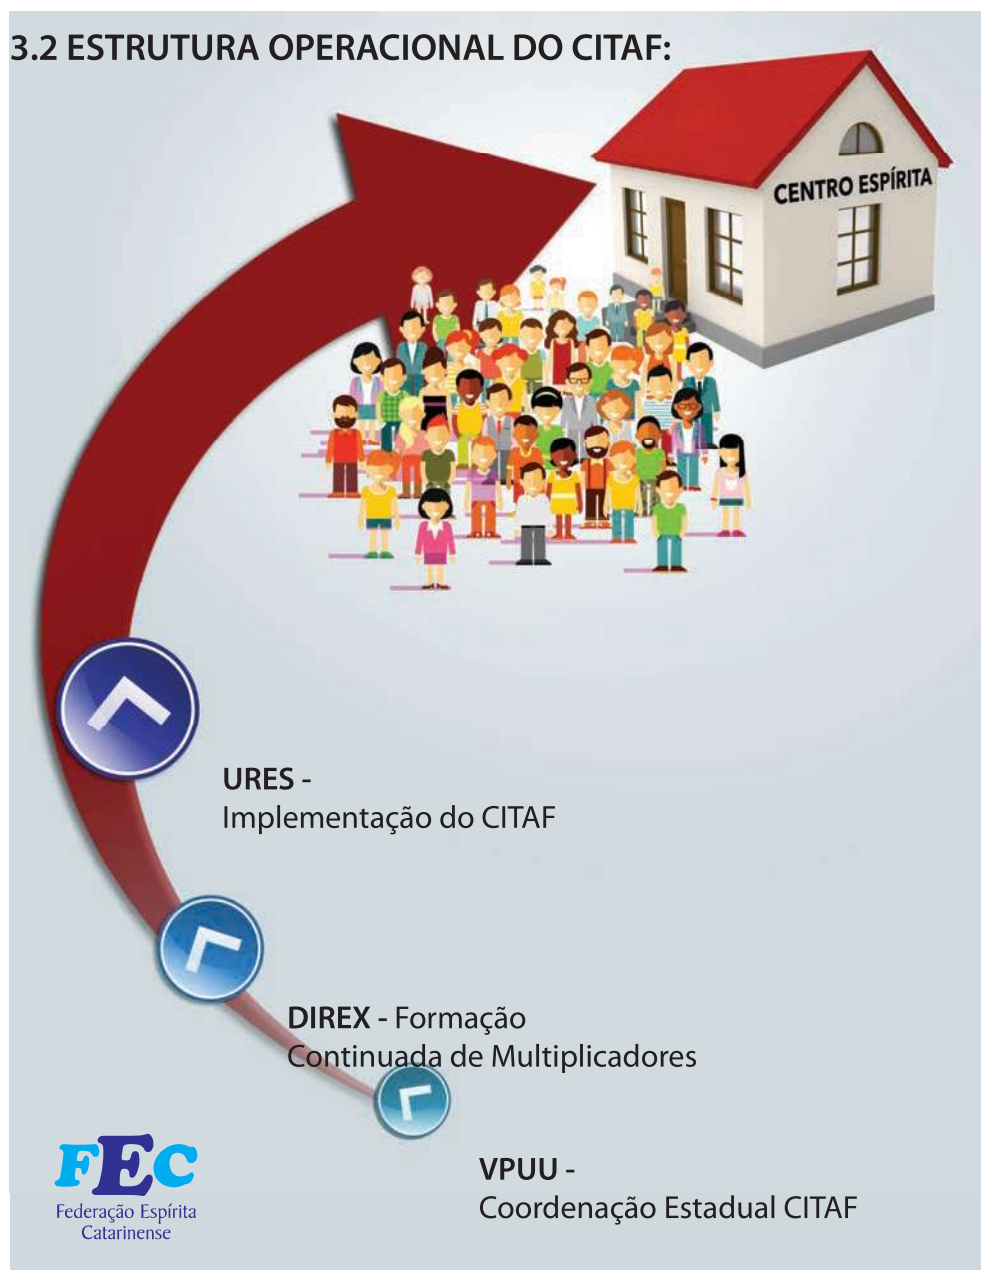 3.2 ESTRUTURA OPERACIONAL DO CITAF:
CENTRO ESPÍRITA
URES -
Implementação do CITAF
DIREX - Formação
Continuada de Multiplicadores
VPUU -
Coordenação Estadual CITAF
FEC
Federação Espírita
Catarinense